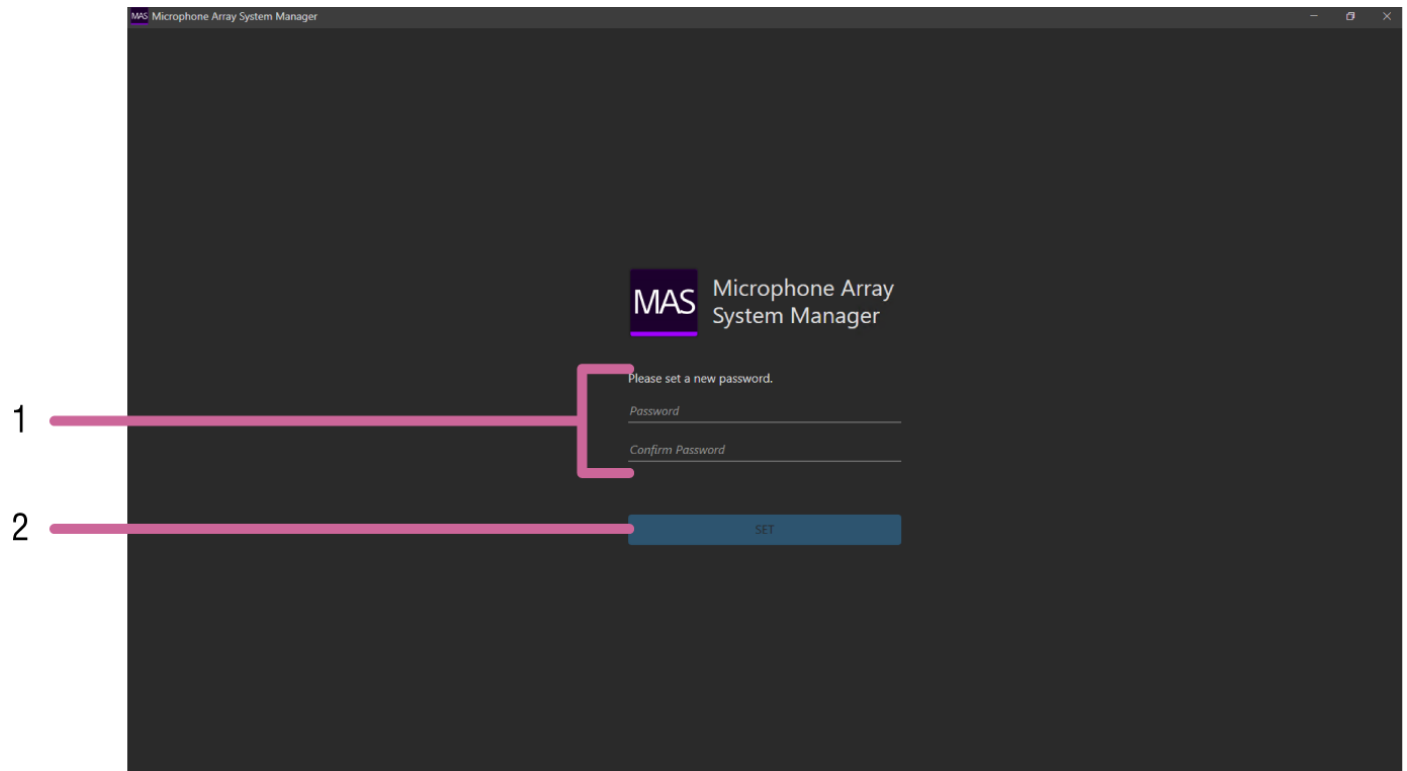 MAS Microphone Array System Manager
MAS
Microphone Array
System Manager
Please set a new password.
1
Password
Confirm Password
2
SET